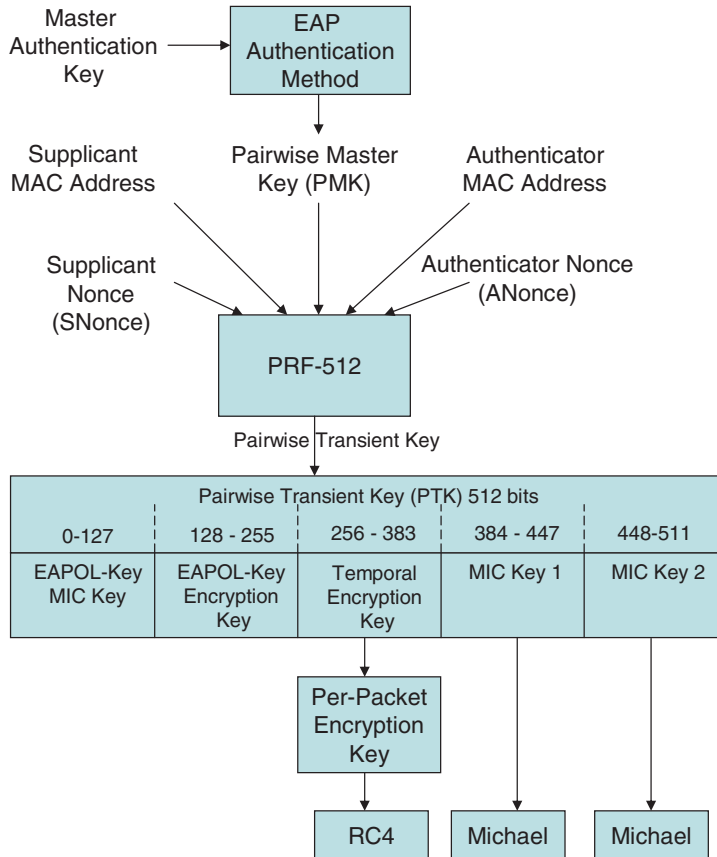 Master
Authentication
Key
EAP
Authentication
Method
Supplicant
MAC Address
Pairwise Master
Key (PMK)
Authenticator
MAC Address
Supplicant
Nonce
(SNonce)
Authenticator Nonce
(ANonce)
PRF-512
Pairwise Transient Key
Pairwise Transient Key (PTK) 512 bits
0-127
128 - 255
256 - 383
384 - 447
448-511
EAPOL-Key
MIC Key
EAPOL-Key
Encryption
Key
Temporal
Encryption
Key
MIC Key 1
MIC Key 2
Per-Packet
Encryption
Key
RC4
Michael
Michael